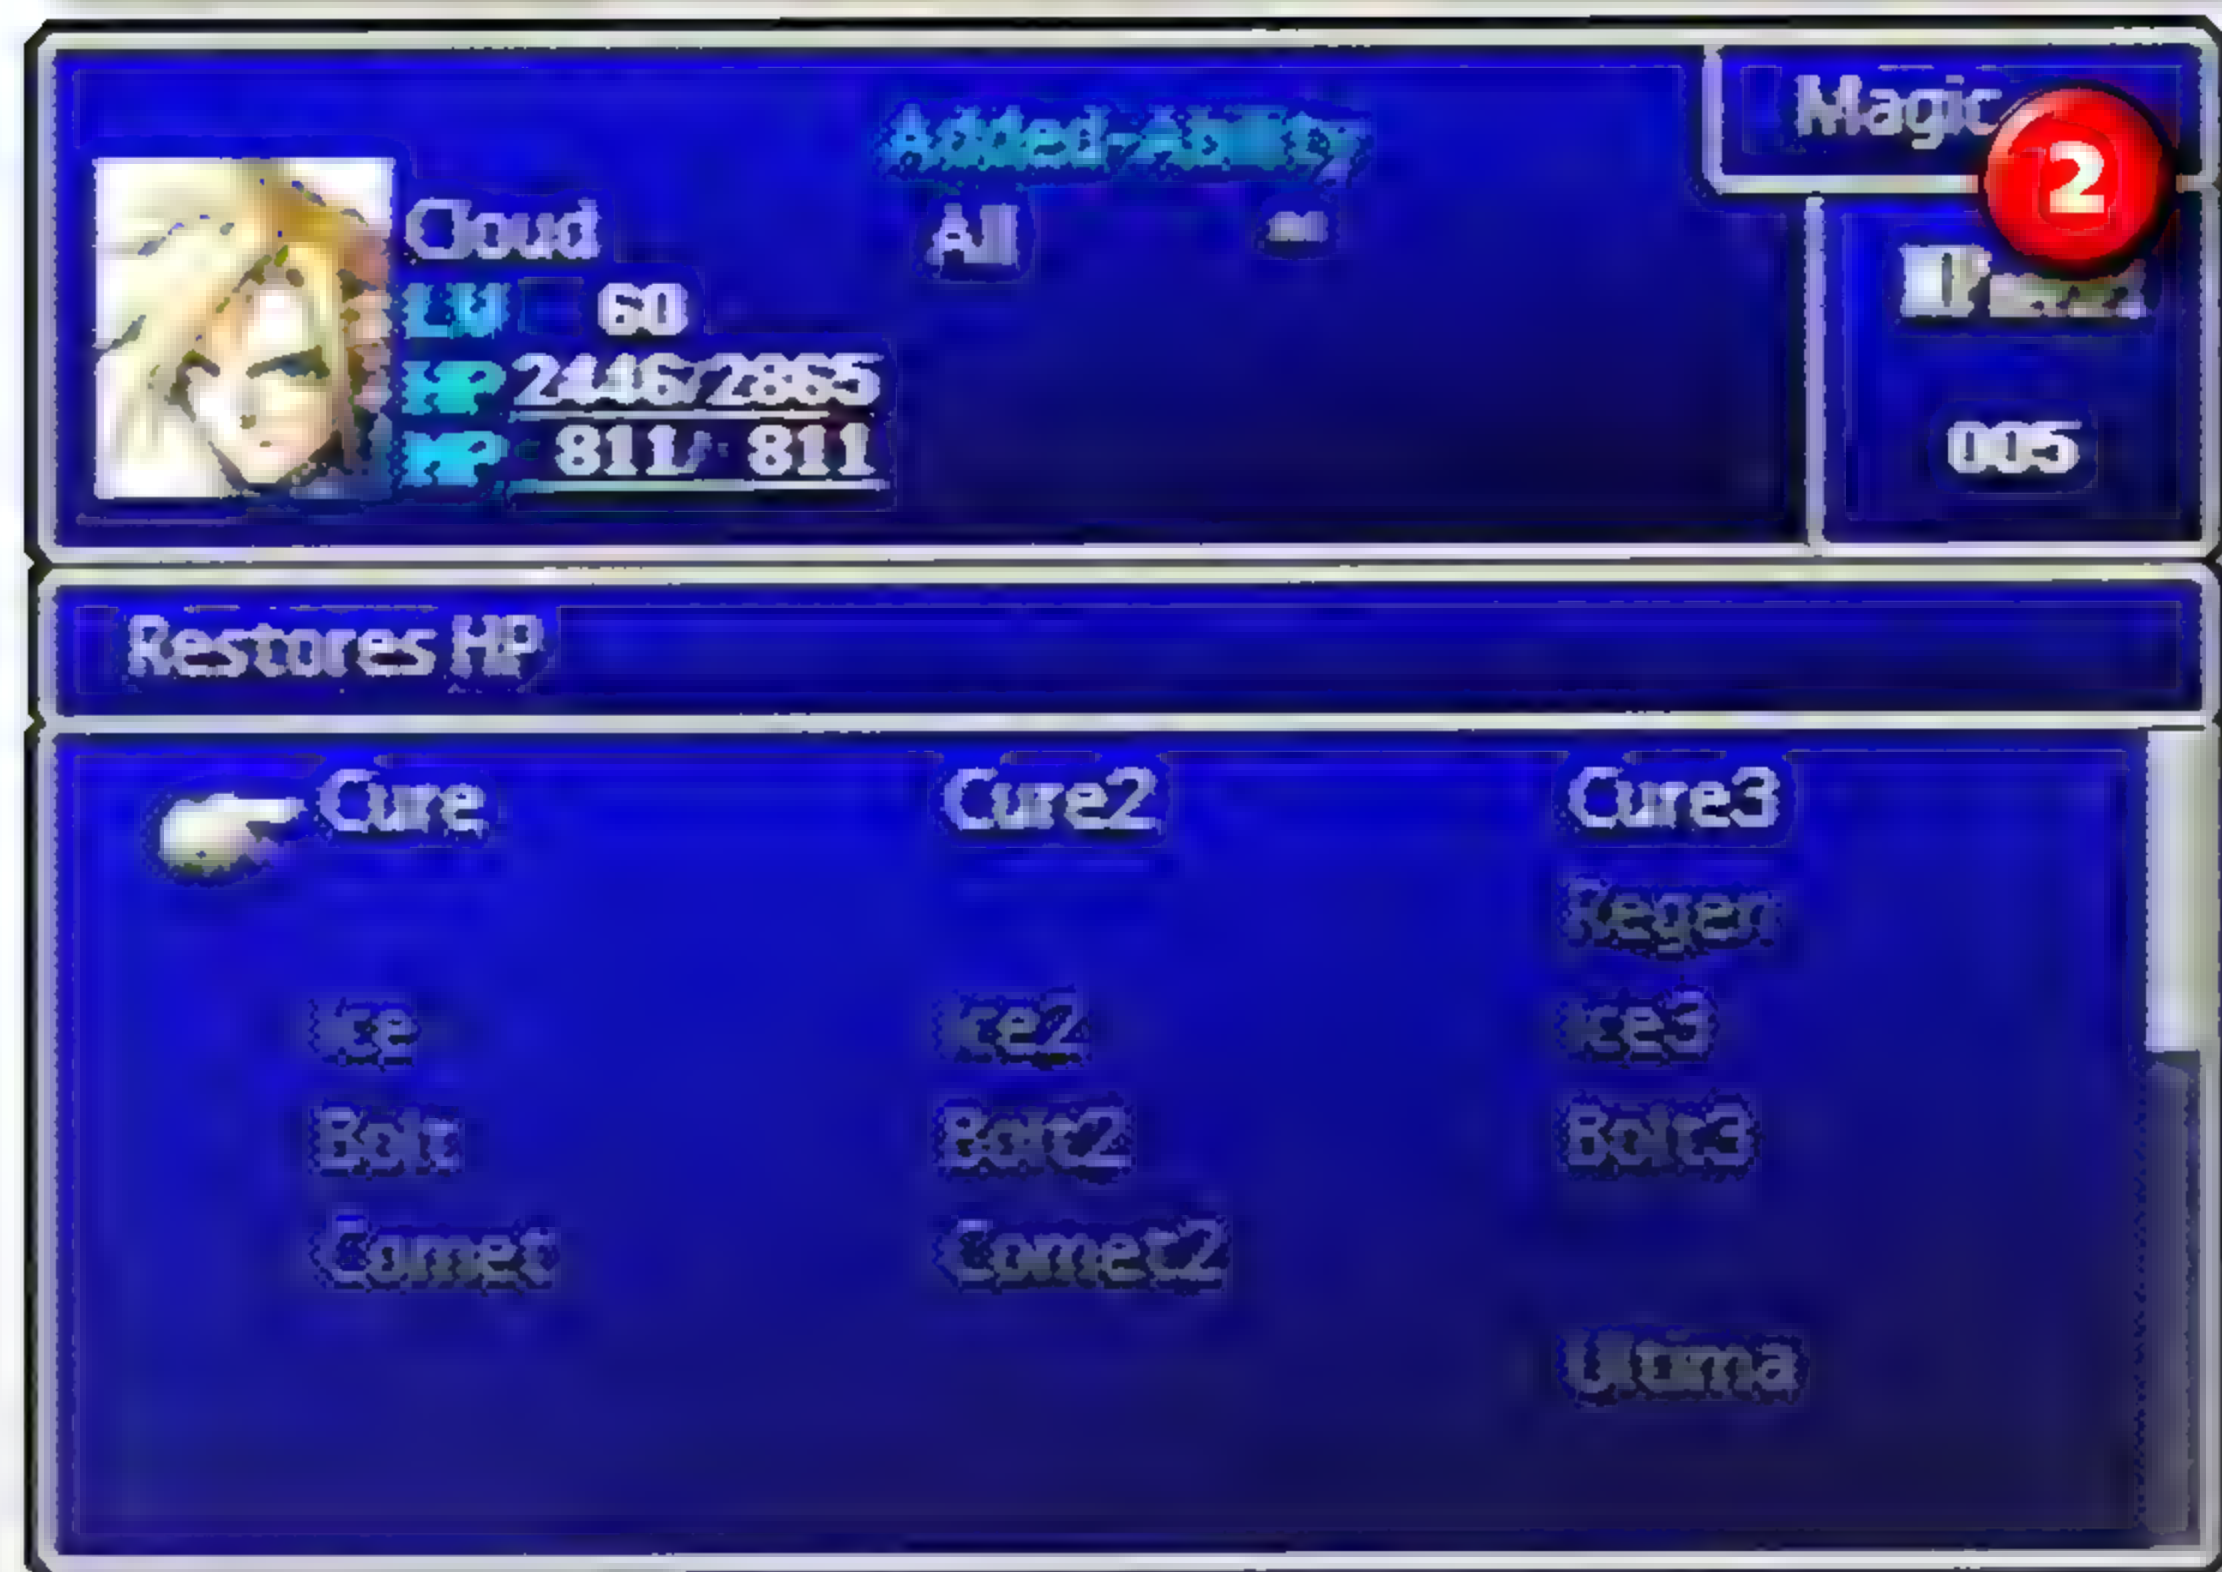 Magic
2
Added-Ability
Cloud
All
LV 60
HP 2446/2865
MP 811/ 811
005
Restores HP
Cure Cure2 Cure3
Regen
Ice Ice2 Ice3
Bolt Bolt2 Bolt3
Comet Comet2
Ultima